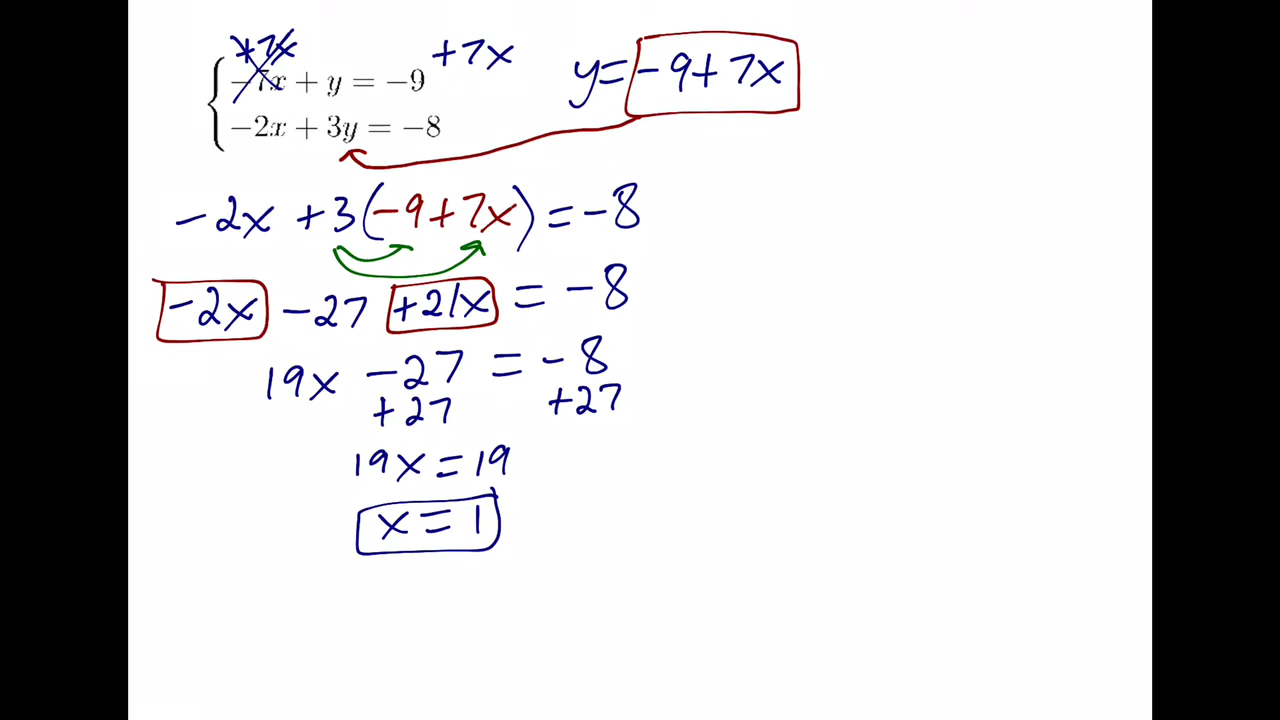 +7x +7x
-7x + y = -9
y = -9+7x
-2x + 3y = -8
-2x +3(-9+7x) = -8
-2x -27 +21x = -8
19x -27 = -8
+27 +27
19x = 19
x = 1